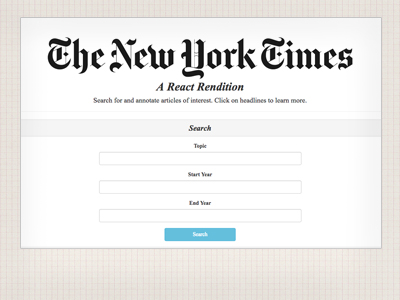 The New York Times
A React Rendition
Search for and annotate articles of interest. Click on headlines to learn more.
Search
Topic
Start Year
End Year
Search